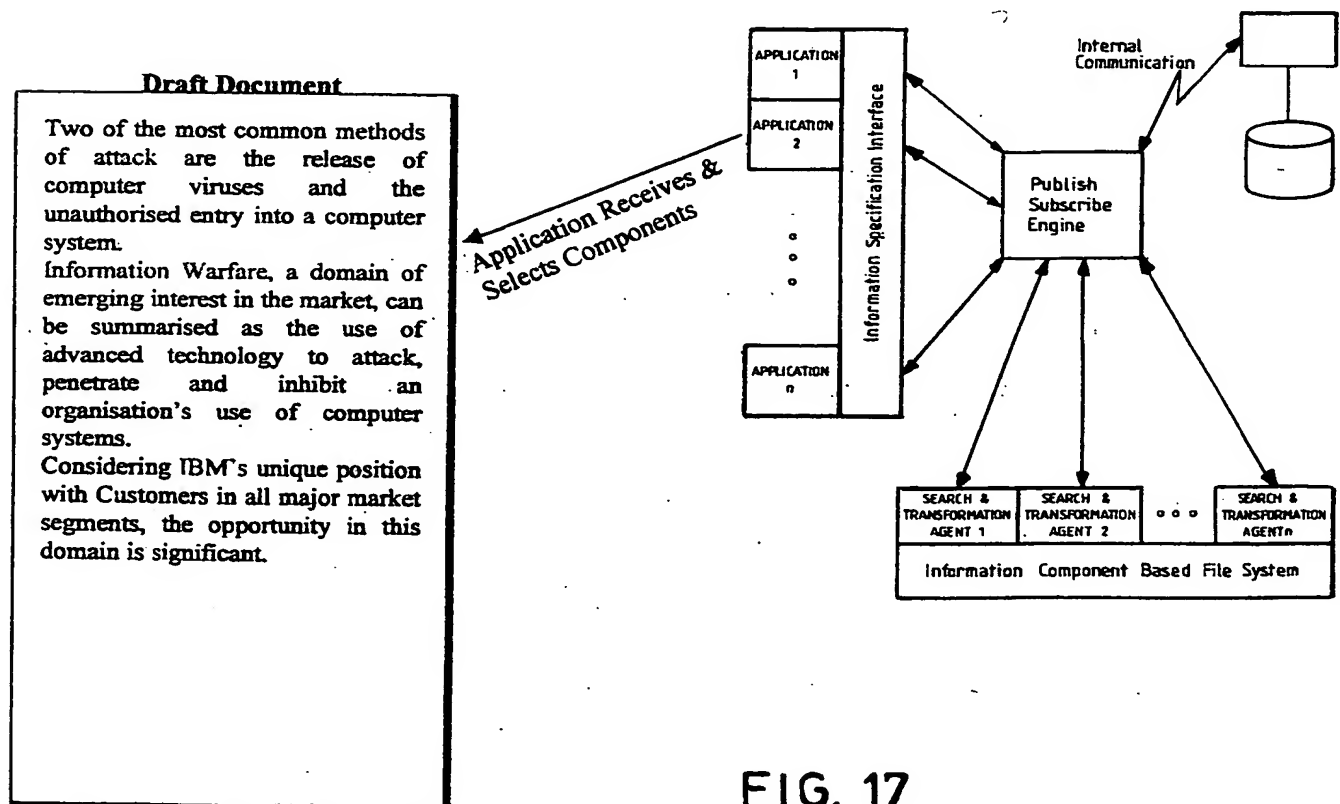 Draft Document
Two of the most common methods
of attack are the release of
computer viruses and the
unauthorised entry into a computer
system.
Information Warfare, a domain of
emerging interest in the market, can
be summarised as the use of
advanced technology to attack,
penetrate and inhibit an
organisation's use of computer
systems.
Considering IBM's unique position
with Customers in all major market
segments, the opportunity in this
domain is significant.
Application Receives &
Selects Components
APPLICATION
1
APPLICATION
2
APPLICATION
n
Information Specification Interface
Internal
Communication
Publish
Subscribe
Engine
SEARCH &
TRANSFORMATION
AGENT 1
SEARCH &
TRANSFORMATION
AGENT 2
SEARCH &
TRANSFORMATION
AGENTn
Information Component Based File System
FIG. 17